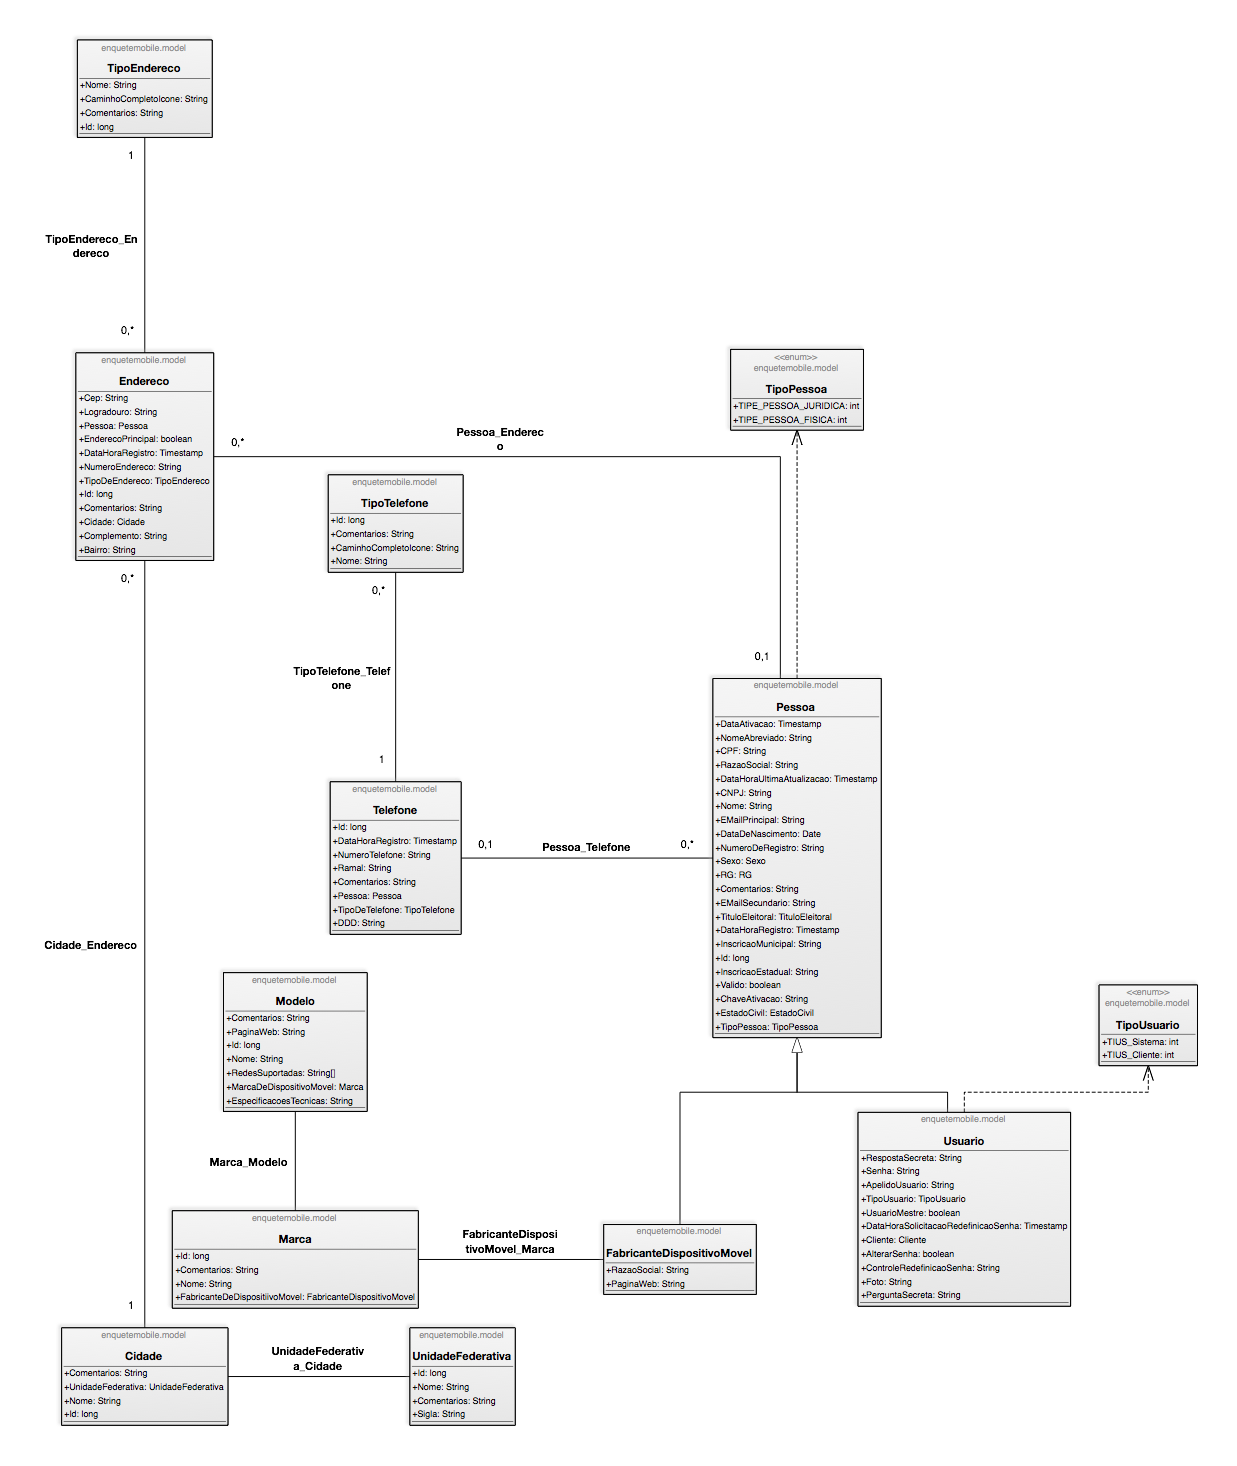 enquetemobile.model
TipoEndereco
+Nome: String
+CaminhoCompletoIcone: String
+Comentarios: String
+Id: long
1
TipoEndereco_En
dereco
0,*
enquetemobile.model
Endereco
+Cep: String
+Logradouro: String
+Pessoa: Pessoa
+EnderecoPrincipal: boolean
+DataHoraRegistro: Timestamp
+NumeroEndereco: String
+TipoDeEndereco: TipoEndereco
+Id: long
+Comentarios: String
+Cidade: Cidade
+Complemento: String
+Bairro: String
0,*
Pessoa_Enderec
o
0,1
0,*
<<enum>>
enquetemobile.model
TipoPessoa
+TIPE_PESSOA_JURIDICA: int
+TIPE_PESSOA_FISICA: int
enquetemobile.model
TipoTelefone
+Id: long
+Comentarios: String
+CaminhoCompletoIcone: String
+Nome: String
0,*
TipoTelefone_Telef
one
1
enquetemobile.model
Telefone
+Id: long
+DataHoraRegistro: Timestamp
+NumeroTelefone: String
+Ramal: String
+Comentarios: String
+Pessoa: Pessoa
+TipoDeTelefone: TipoTelefone
+DDD: String
0,1
Pessoa_Telefone
0,*
enquetemobile.model
Pessoa
+DataAtivacao: Timestamp
+NomeAbreviado: String
+CPF: String
+RazaoSocial: String
+DataHoraUltimaAtualizacao: Timestamp
+CNPJ: String
+Nome: String
+EMailPrincipal: String
+DataDeNascimento: Date
+NumeroDeRegistro: String
+Sexo: Sexo
+RG: RG
+Comentarios: String
+EMailSecundario: String
+TituloEleitoral: TituloEleitoral
+DataHoraRegistro: Timestamp
+InscricaoMunicipal: String
+Id: long
+InscricaoEstadual: String
+Valido: boolean
+ChaveAtivacao: String
+EstadoCivil: EstadoCivil
+TipoPessoa: TipoPessoa
Cidade_Endereco
1
enquetemobile.model
Modelo
+Comentarios: String
+PaginaWeb: String
+Id: long
+Nome: String
+RedesSuportadas: String[]
+MarcaDeDispositivoMovel: Marca
+EspecificacoesTecnicas: String
Marca_Modelo
<<enum>>
enquetemobile.model
TipoUsuario
+TIUS_Sistema: int
+TIUS_Cliente: int
enquetemobile.model
Usuario
+RespostaSecreta: String
+Senha: String
+ApelidoUsuario: String
+TipoUsuario: TipoUsuario
+UsuarioMestre: boolean
+DataHoraSolicitacaoRedefinicaoSenha: Timestamp
+Cliente: Cliente
+AlterarSenha: boolean
+ControleRedefinicaoSenha: String
+Foto: String
+PerguntaSecreta: String
enquetemobile.model
Marca
+Id: long
+Comentarios: String
+Nome: String
+FabricanteDeDispositiivoMovel: FabricanteDispositivoMovel
FabricanteDisposi
tivoMovel_Marca
enquetemobile.model
FabricanteDispositivoMovel
+RazaoSocial: String
+PaginaWeb: String
enquetemobile.model
Cidade
+Comentarios: String
+UnidadeFederativa: UnidadeFederativa
+Nome: String
+Id: long
UnidadeFederativ
a_Cidade
enquetemobile.model
UnidadeFederativa
+Id: long
+Nome: String
+Comentarios: String
+Sigla: String